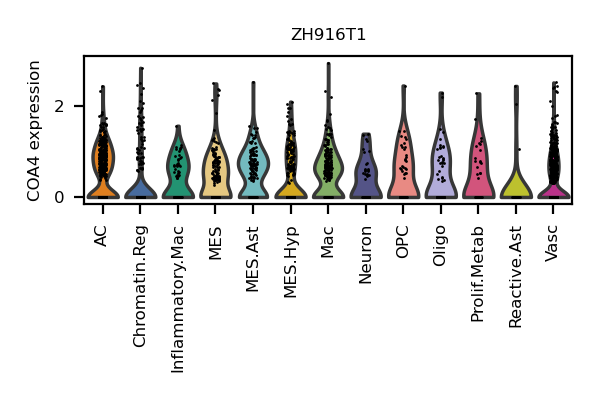 ZH916T1
COA4 expression
2
0
AC
Chromatin.Reg
Inflammatory.Mac
MES
MES.Ast
MES.Hyp
Mac
Neuron
OPC
Oligo
Prolif.Metab
Reactive.Ast
Vasc